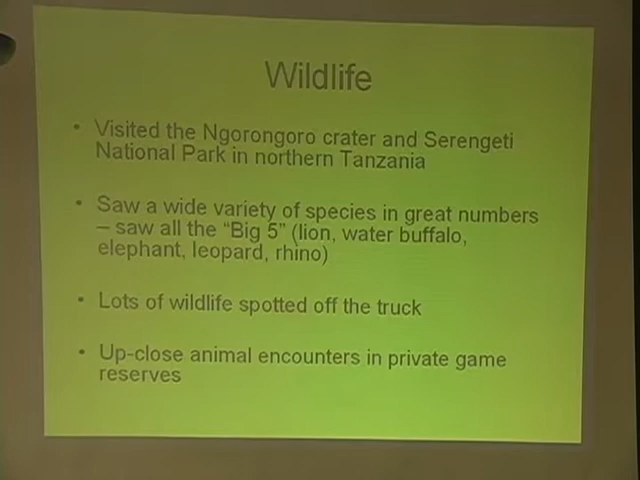 Wildlife
• Visited the Ngorongoro crater and Serengeti
National Park in northern Tanzania
• Saw a wide variety of species in great numbers
– saw all the “Big 5” (lion, water buffalo,
elephant, leopard, rhino)
• Lots of wildlife spotted off the truck
• Up-close animal encounters in private game
reserves